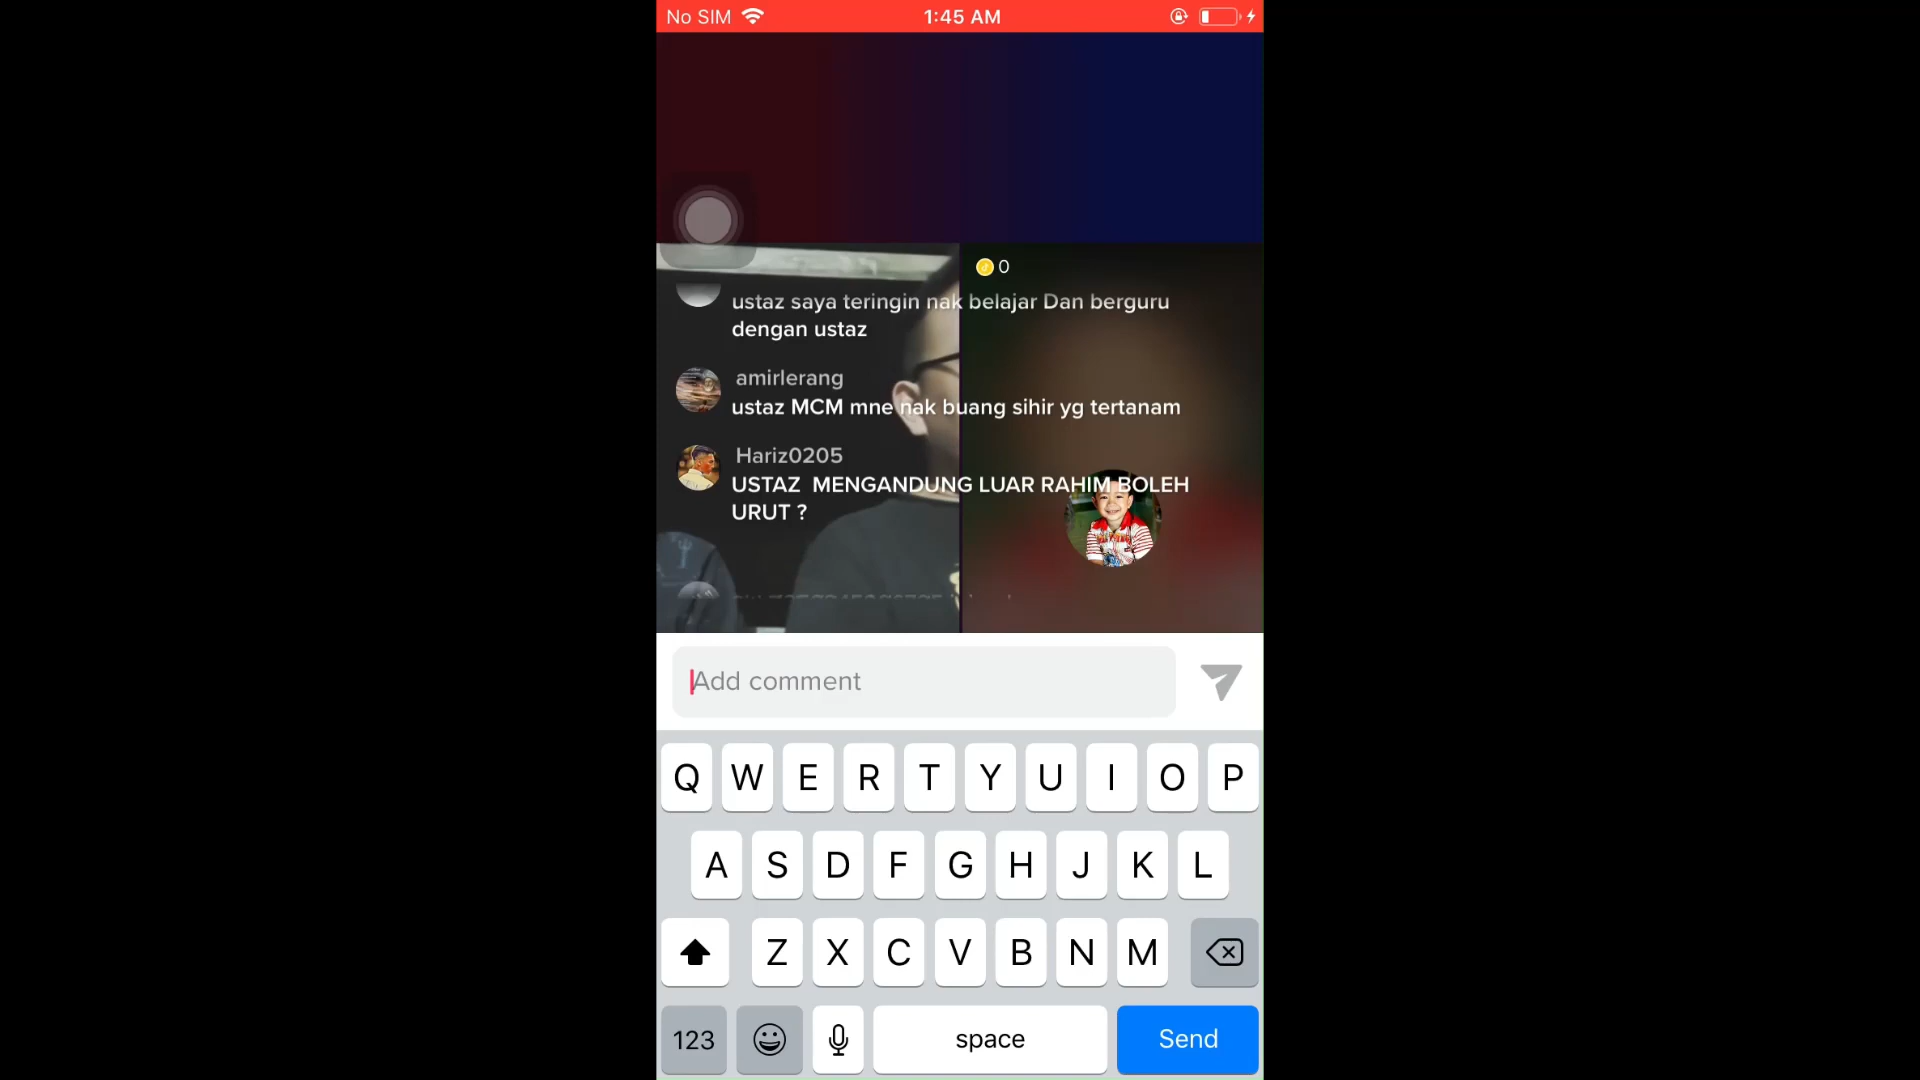 No SIM
1:45 AM
0
ustaz saya teringin nak belajar Dan berguru
dengan ustaz
amirlerang
ustaz MCM mne nak buang sihir yg tertanam
Hariz0205
USTAZ  MENGANDUNG LUAR RAHIM BOLEH
URUT ?
Add comment
Q W E R T Y U I O P
A S D F G H J K L
Z X C V B N M
123
space
Send